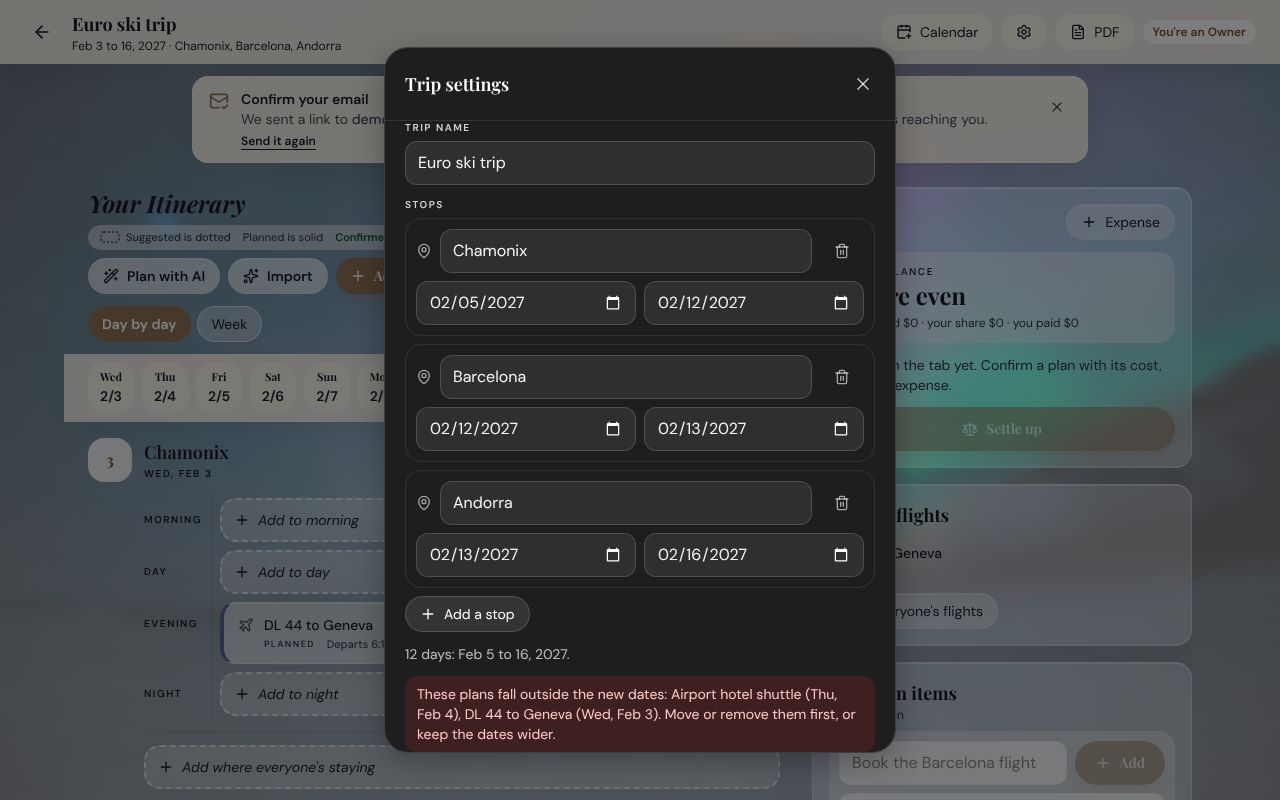 Euro ski trip
Feb 3 to 16, 2027 · Chamonix, Barcelona, Andorra
Calendar
PDF
You're an Owner
Confirm your email
We sent a link to
reaching you.
Send it again
Your Itinerary
Suggested is dotted Planned is solid
Plan with AI
Import
Day by day
Week
Wed
2/3
Thu
2/4
Fri
2/5
Sat
2/6
Sun
2/7
3
Chamonix
WED, FEB 3
MORNING
Add to morning
DAY
Add to day
EVENING
DL 44 to Geneva
PLANNED Departs
NIGHT
Add to night
Add where everyone's staying
Trip settings
TRIP NAME
Euro ski trip
STOPS
Chamonix
02/05/2027
02/12/2027
Barcelona
02/12/2027
02/13/2027
Andorra
02/13/2027
02/16/2027
Add a stop
12 days: Feb 5 to 16, 2027.
These plans fall outside the new dates: Airport hotel shuttle (Thu,
Feb 4), DL 44 to Geneva (Wed, Feb 3). Move or remove them first, or
keep the dates wider.
Expense
even
$0 · your share $0 · you paid $0
the tab yet. Confirm a plan with its cost,
expense.
Settle up
flights
Geneva
flights
items
Book the Barcelona flight
Add